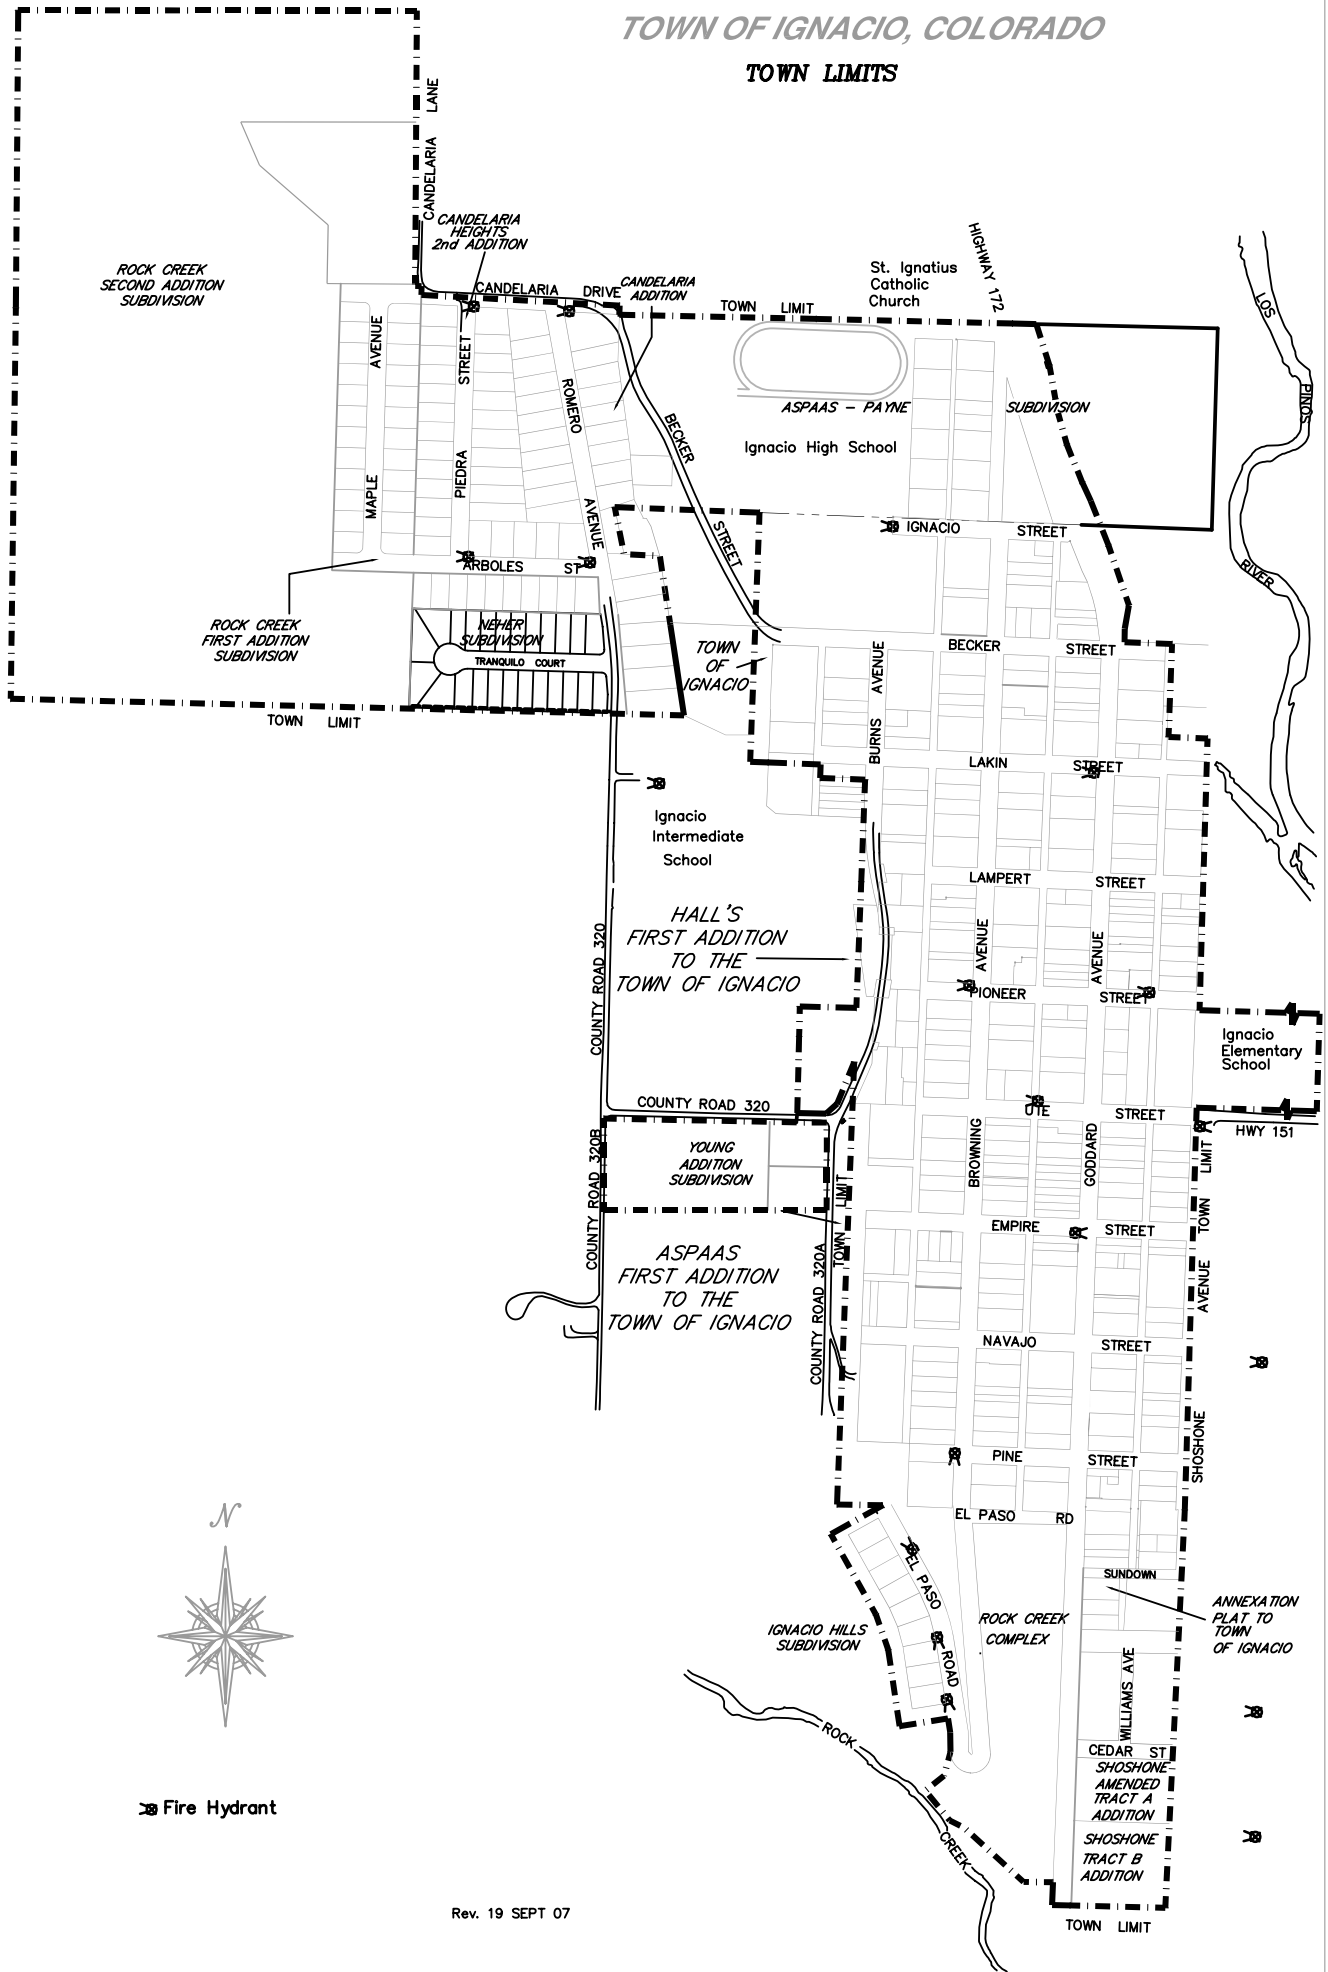 TOWN OF IGNACIO, COLORADO
TOWN LIMITS
CANDELARIA LANE
CANDELARIA
HEIGHTS
2nd ADDITION
ROCK CREEK
SECOND ADDITION
SUBDIVISION
CANDELARIA DRIVE
CANDELARIA
ADDITION
TOWN LIMIT
St. Ignatius
Catholic
Church
HIGHWAY 172
LOS
PINOS
RIVER
MAPLE AVENUE
PIEDRA STREET
ROMERO AVENUE
BECKER STREET
ASPAAS - PAYNE SUBDIVISION
Ignacio High School
IGNACIO STREET
ARBOLES ST
ROCK CREEK
FIRST ADDITION
SUBDIVISION
NEHER
SUBDIVISION
TRANQUILO COURT
TOWN
OF
IGNACIO
BURNS AVENUE
BECKER STREET
TOWN LIMIT
LAKIN STREET
Ignacio
Intermediate
School
LAMPERT STREET
HALL'S
FIRST ADDITION
TO THE
TOWN OF IGNACIO
COUNTY ROAD 320
AVENUE
AVENUE
PIONEER STREET
Ignacio
Elementary
School
COUNTY ROAD 320
UTE STREET
HWY 151
COUNTY ROAD 320B
YOUNG
ADDITION
SUBDIVISION
TOWN LIMIT
BROWNING
GODDARD
TOWN LIMIT
EMPIRE STREET
ASPAAS
FIRST ADDITION
TO THE
TOWN OF IGNACIO
COUNTY ROAD 320A
SHOSHONE AVENUE
NAVAJO STREET
PINE STREET
EL PASO RD
EL PASO ROAD
SUNDOWN
ANNEXATION
PLAT TO
TOWN
OF IGNACIO
IGNACIO HILLS
SUBDIVISION
ROCK CREEK
COMPLEX
WILLIAMS AVE
ROCK
CREEK
CEDAR ST
SHOSHONE
AMENDED
TRACT A
ADDITION
SHOSHONE
TRACT B
ADDITION
N
Fire Hydrant
Rev. 19 SEPT 07
TOWN LIMIT